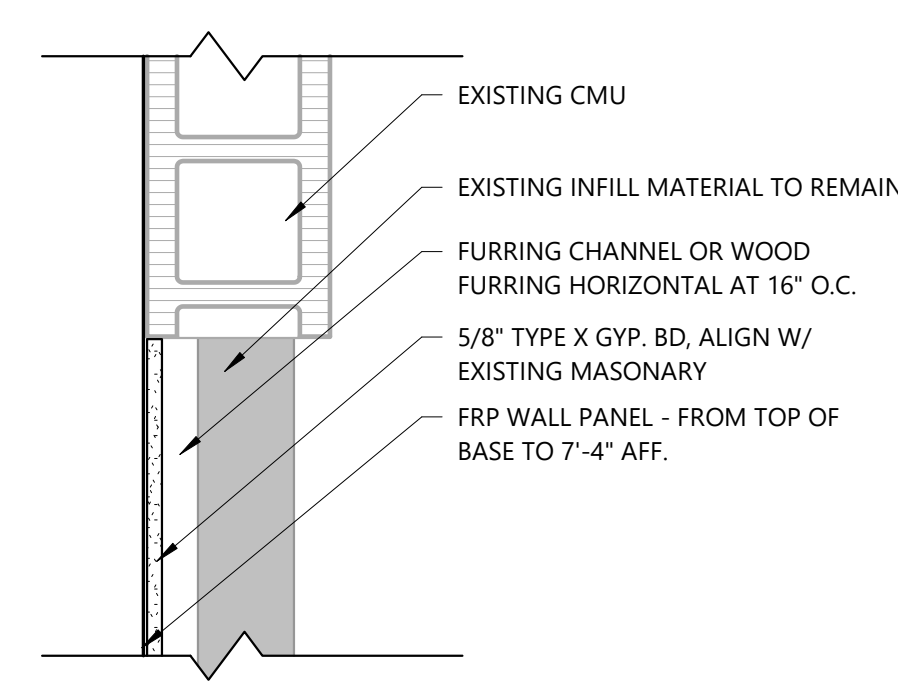 EXISTING CMU
EXISTING INFILL MATERIAL TO REMAIN
FURRING CHANNEL OR WOOD
FURRING HORIZONTAL AT 16" O.C.
5/8" TYPE X GYP. BD, ALIGN W/
EXISTING MASONARY
FRP WALL PANEL - FROM TOP OF
BASE TO 7'-4" AFF.